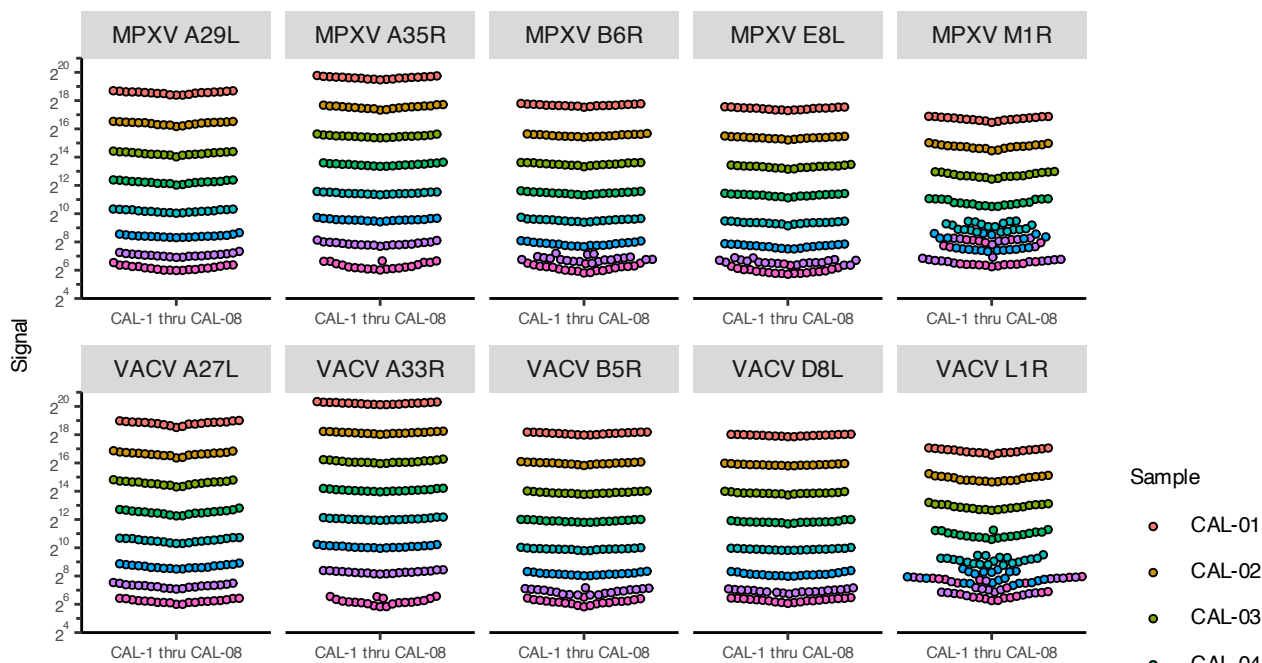 MPXV A29L MPXV A35R MPXV B6R MPXV E8L MPXV M1R
2^20
2^18
2^16
2^14
2^12
2^10
2^8
2^6
2^4
CAL-1 thru CAL-08 CAL-1 thru CAL-08 CAL-1 thru CAL-08 CAL-1 thru CAL-08 CAL-1 thru CAL-08
Signal
VACV A27L VACV A33R VACV B5R VACV D8L VACV L1R
2^20
2^18
2^16
2^14
2^12
2^10
2^8
2^6
2^4
CAL-1 thru CAL-08 CAL-1 thru CAL-08 CAL-1 thru CAL-08 CAL-1 thru CAL-08 CAL-1 thru CAL-08
Sample
CAL-01
CAL-02
CAL-03
CAL-04